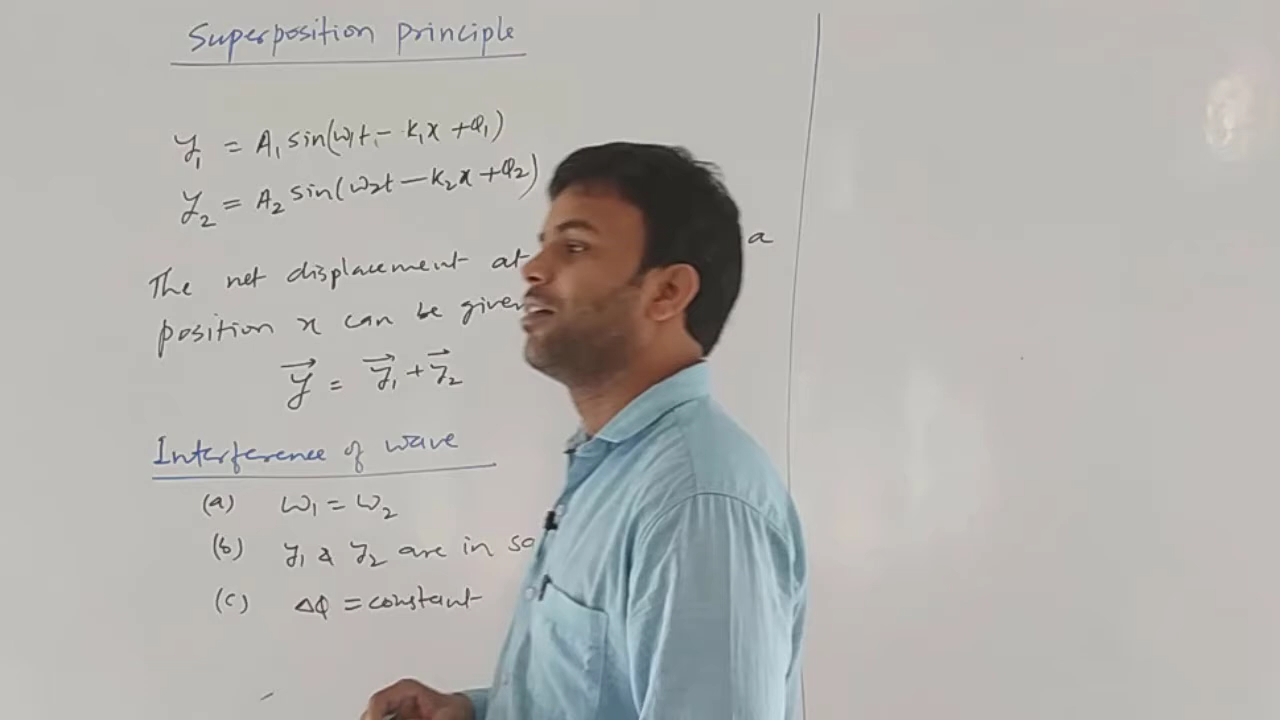 Superposition principle
y₁ = A₁ sin(ω₁t - k₁x + φ₁)
y₂ = A₂ sin(ω₂t - k₂x + φ₂)
The net displacement at a
position x can be given
y⃗ = y⃗₁ + y⃗₂
Interference of wave
(a) ω₁ = ω₂
(b) y₁ & y₂ are in
(c) Δφ = constant